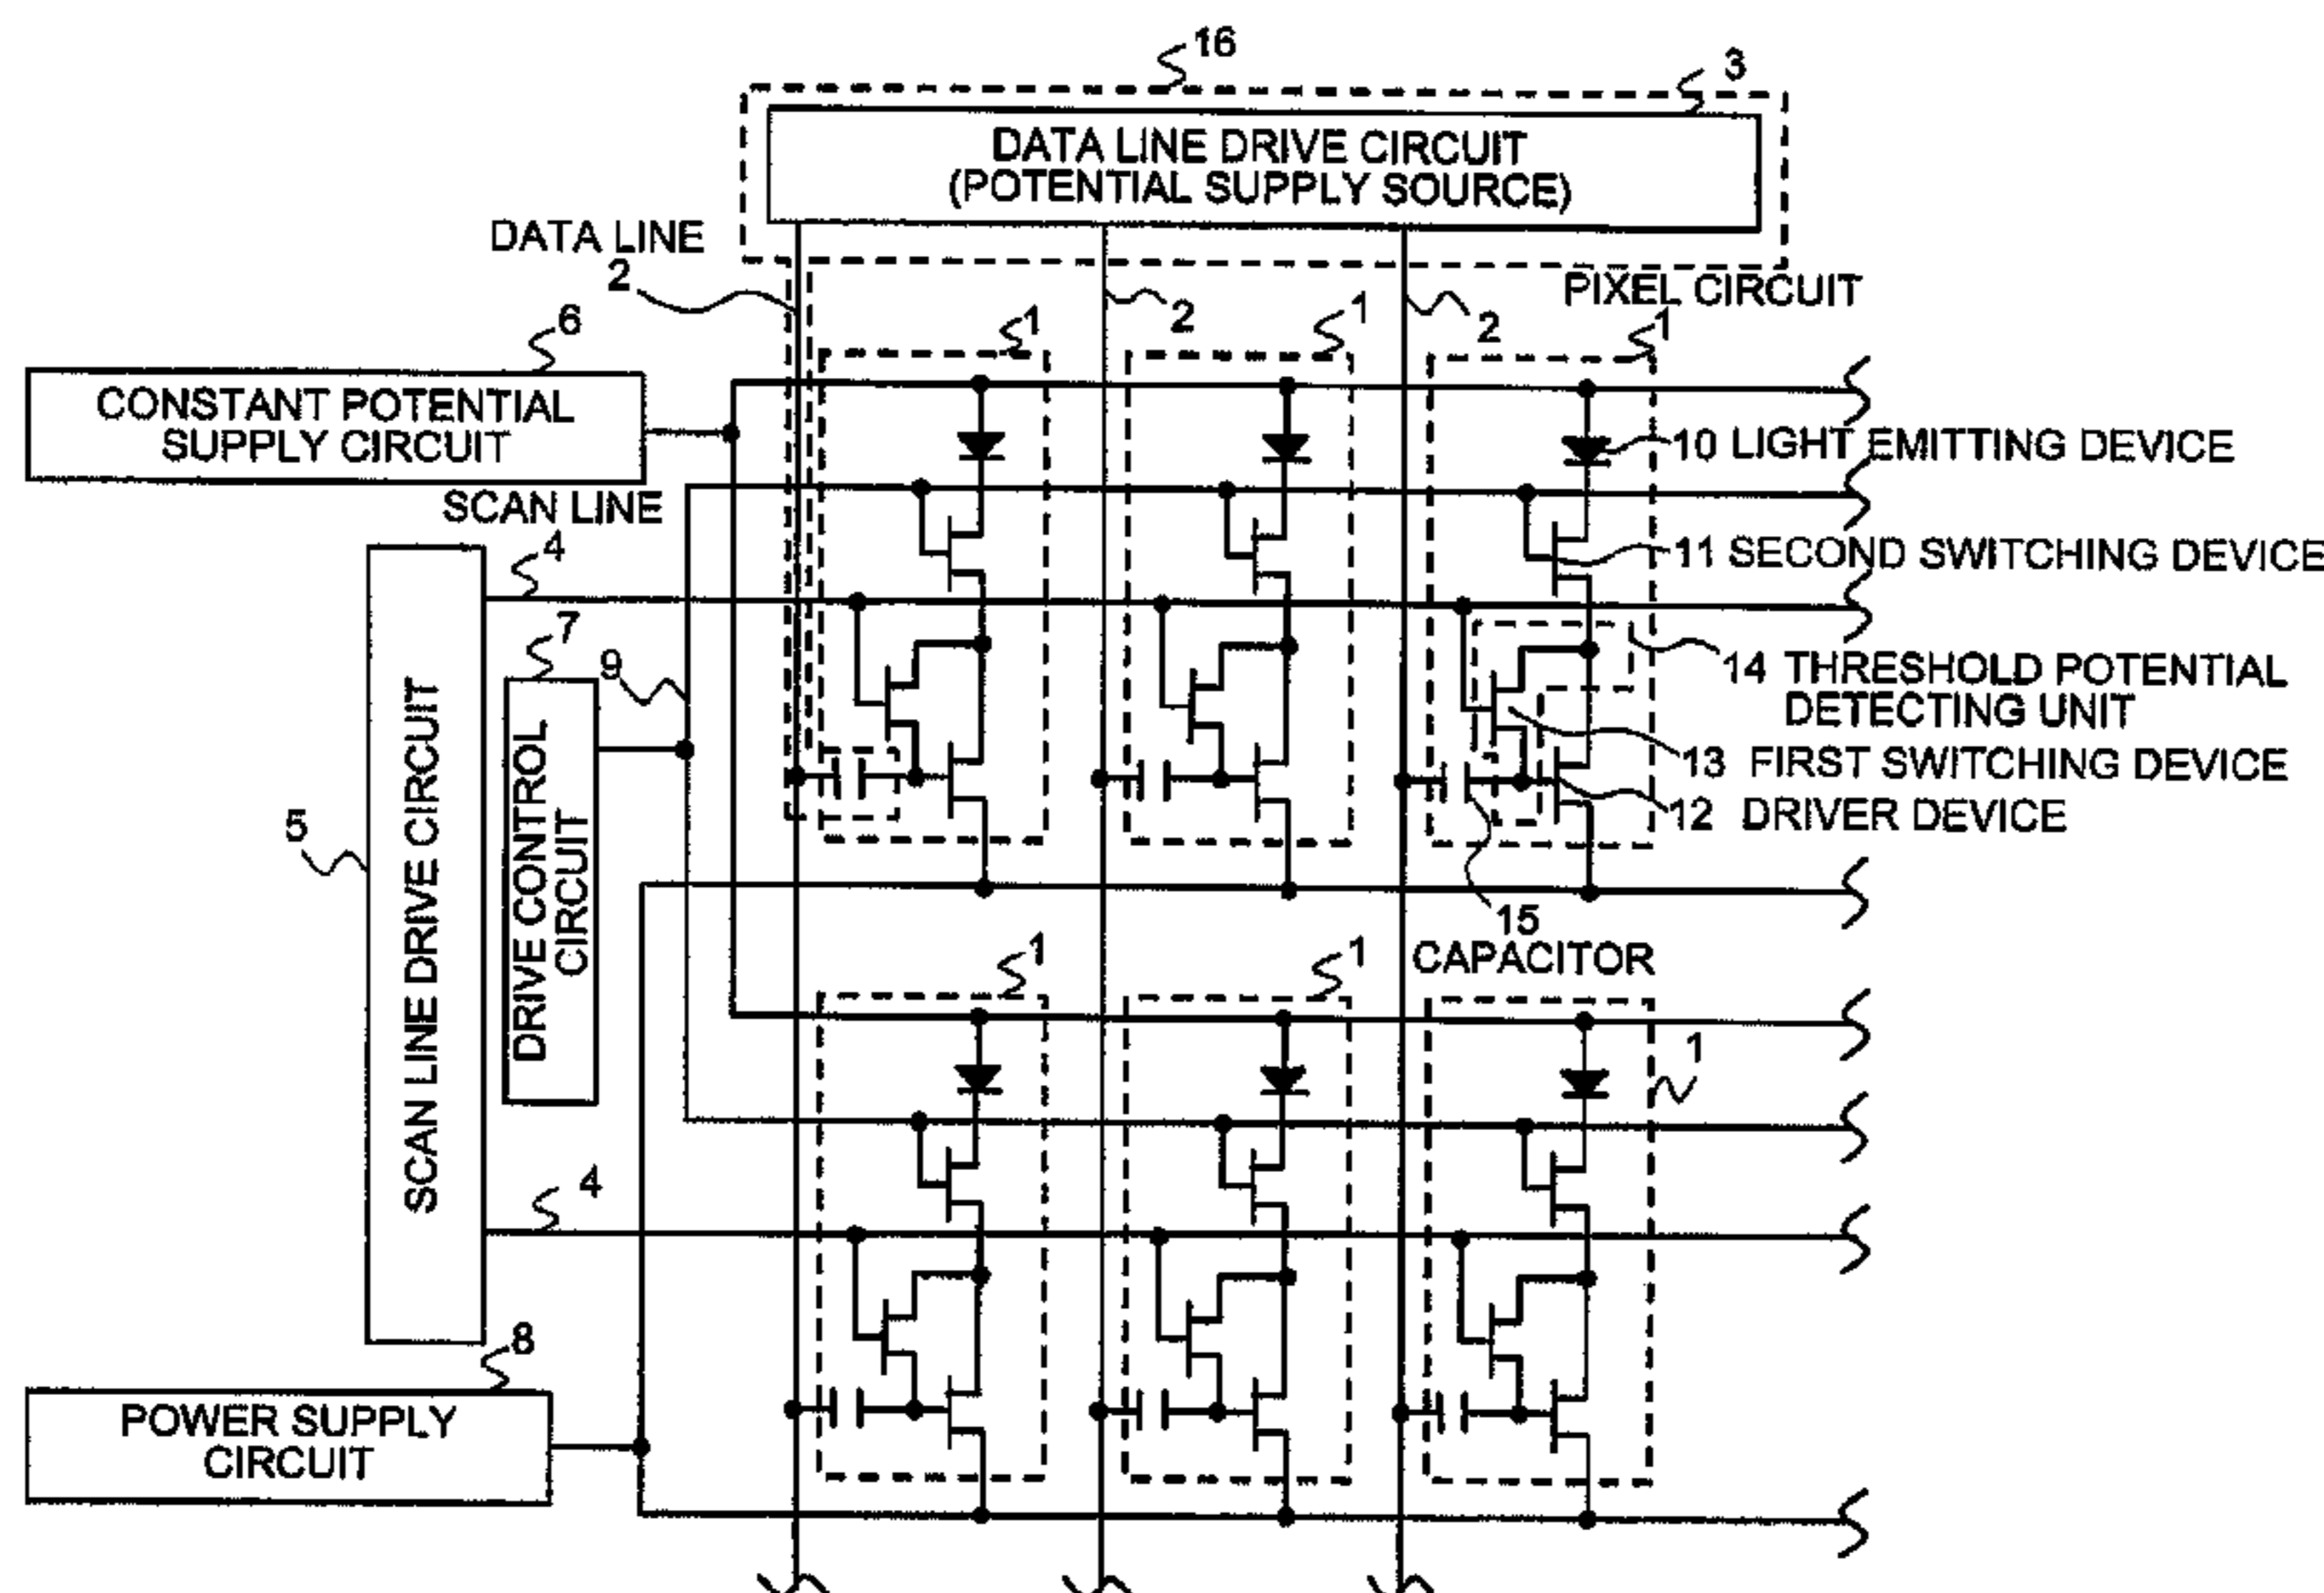 16
3
DATA LINE DRIVE CIRCUIT
(POTENTIAL SUPPLY SOURCE)
DATA LINE
2
2
2
PIXEL CIRCUIT
1
1
1
6
CONSTANT POTENTIAL
SUPPLY CIRCUIT
10 LIGHT EMITTING DEVICE
SCAN LINE
4
11 SECOND SWITCHING DEVICE
7
9
14 THRESHOLD POTENTIAL
DETECTING UNIT
13 FIRST SWITCHING DEVICE
12 DRIVER DEVICE
5
SCAN LINE DRIVE CIRCUIT
DRIVE CONTROL
CIRCUIT
15
CAPACITOR
1
1
1
4
8
POWER SUPPLY
CIRCUIT